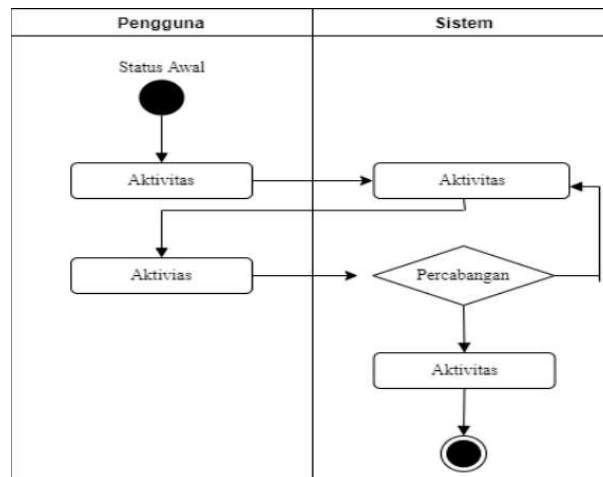 Pengguna
Sistem
Status Awal
Aktivitas
Aktivitas
Aktivias
Percabangan
Aktivitas